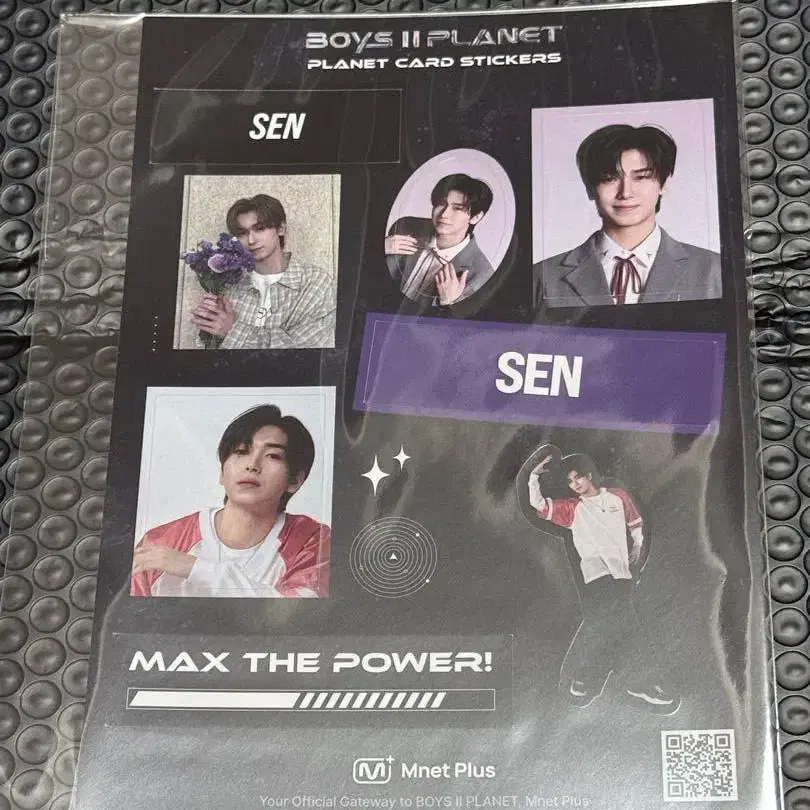 BOYS II PLANET
PLANET CARD STICKERS
SEN
SEN
MAX THE POWER!
M+ Mnet Plus
Your Official Gateway to BOYS II PLANET, Mnet Plus